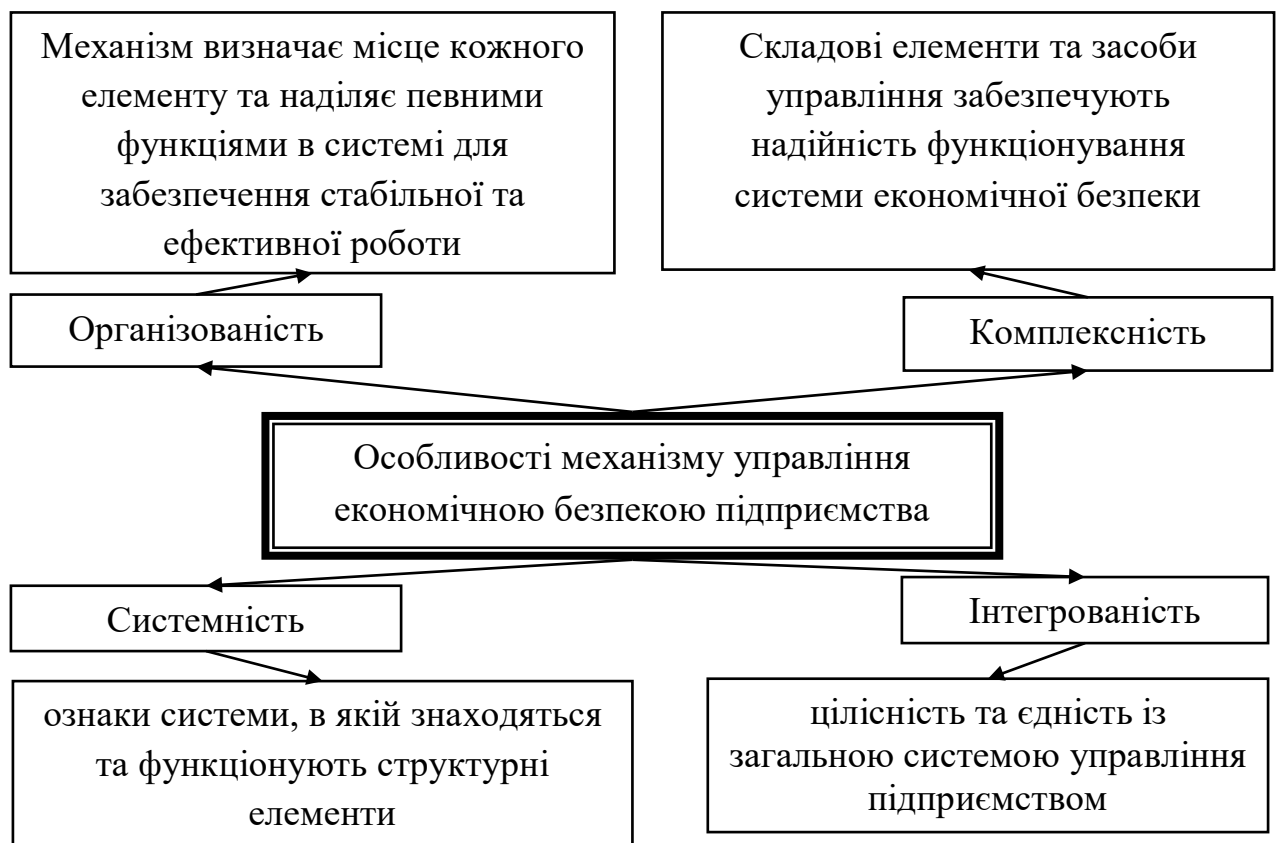 Механізм визначає місце кожного
елементу та наділяє певними
функціями в системі для
забезпечення стабільної та
ефективної роботи
Складові елементи та засоби
управління забезпечують
надійність функціонування
системи економічної безпеки
Організованість
Комплексність
Особливості механізму управління
економічною безпекою підприємства
Системність
Інтегрованість
ознаки системи, в якій знаходяться
та функціонують структурні
елементи
цілісність та єдність із
загальною системою управління
підприємством